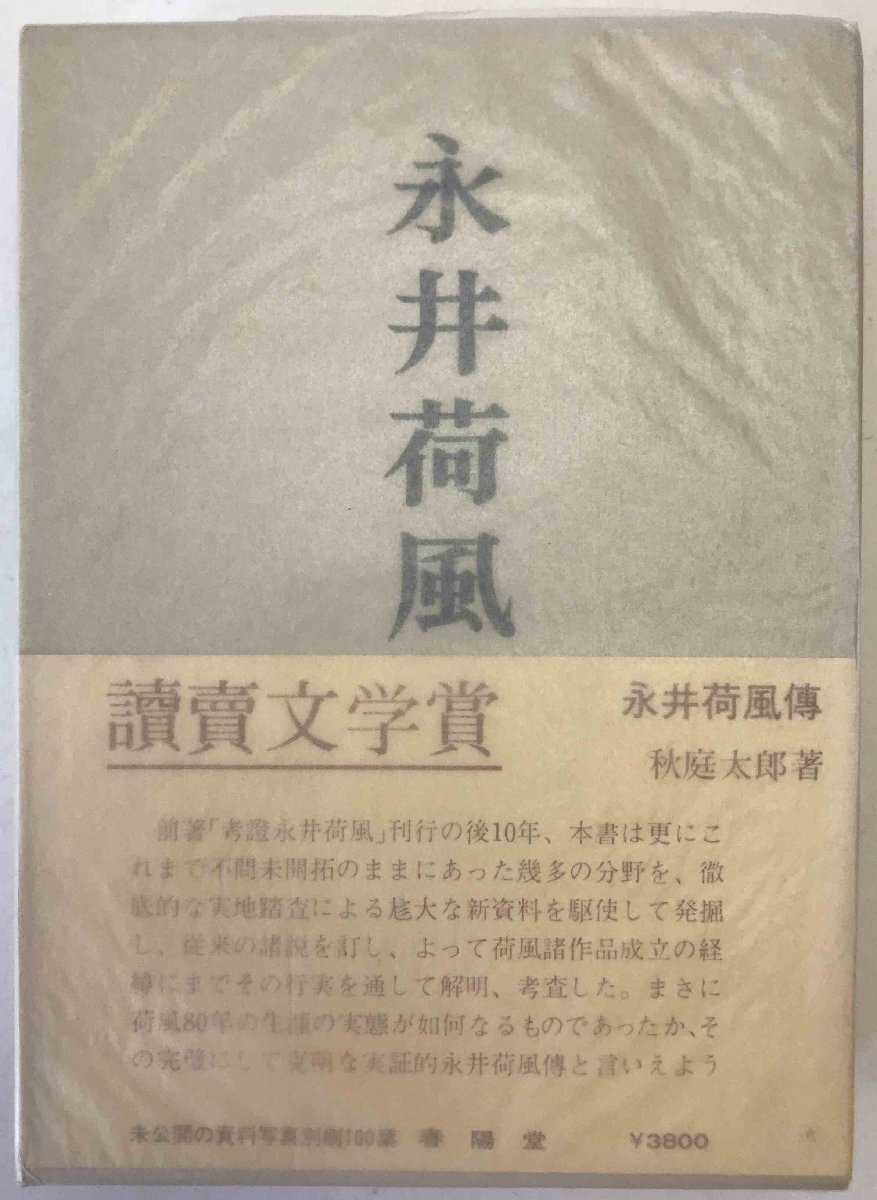 永井荷風
讀賣文学賞
永井荷風傳
秋庭太郎著
前著「考證永井荷風」刊行の後10年、本書は更にこ
れまで不問未開拓のままにあった幾多の分野を、徹
底的な実地踏査による尨大な新資料を駆使して発掘
し、従来の諸説を訂し、よって荷風諸作品成立の経
緯にまでその行実を通して解明、考査した。まさに
荷風80年の生涯の実態が如何なるものであったか、そ
の完璧にして克明な実証的永井荷風傳と言いえよう
未公開の資料写真別刷100葉 春陽堂 ¥3800